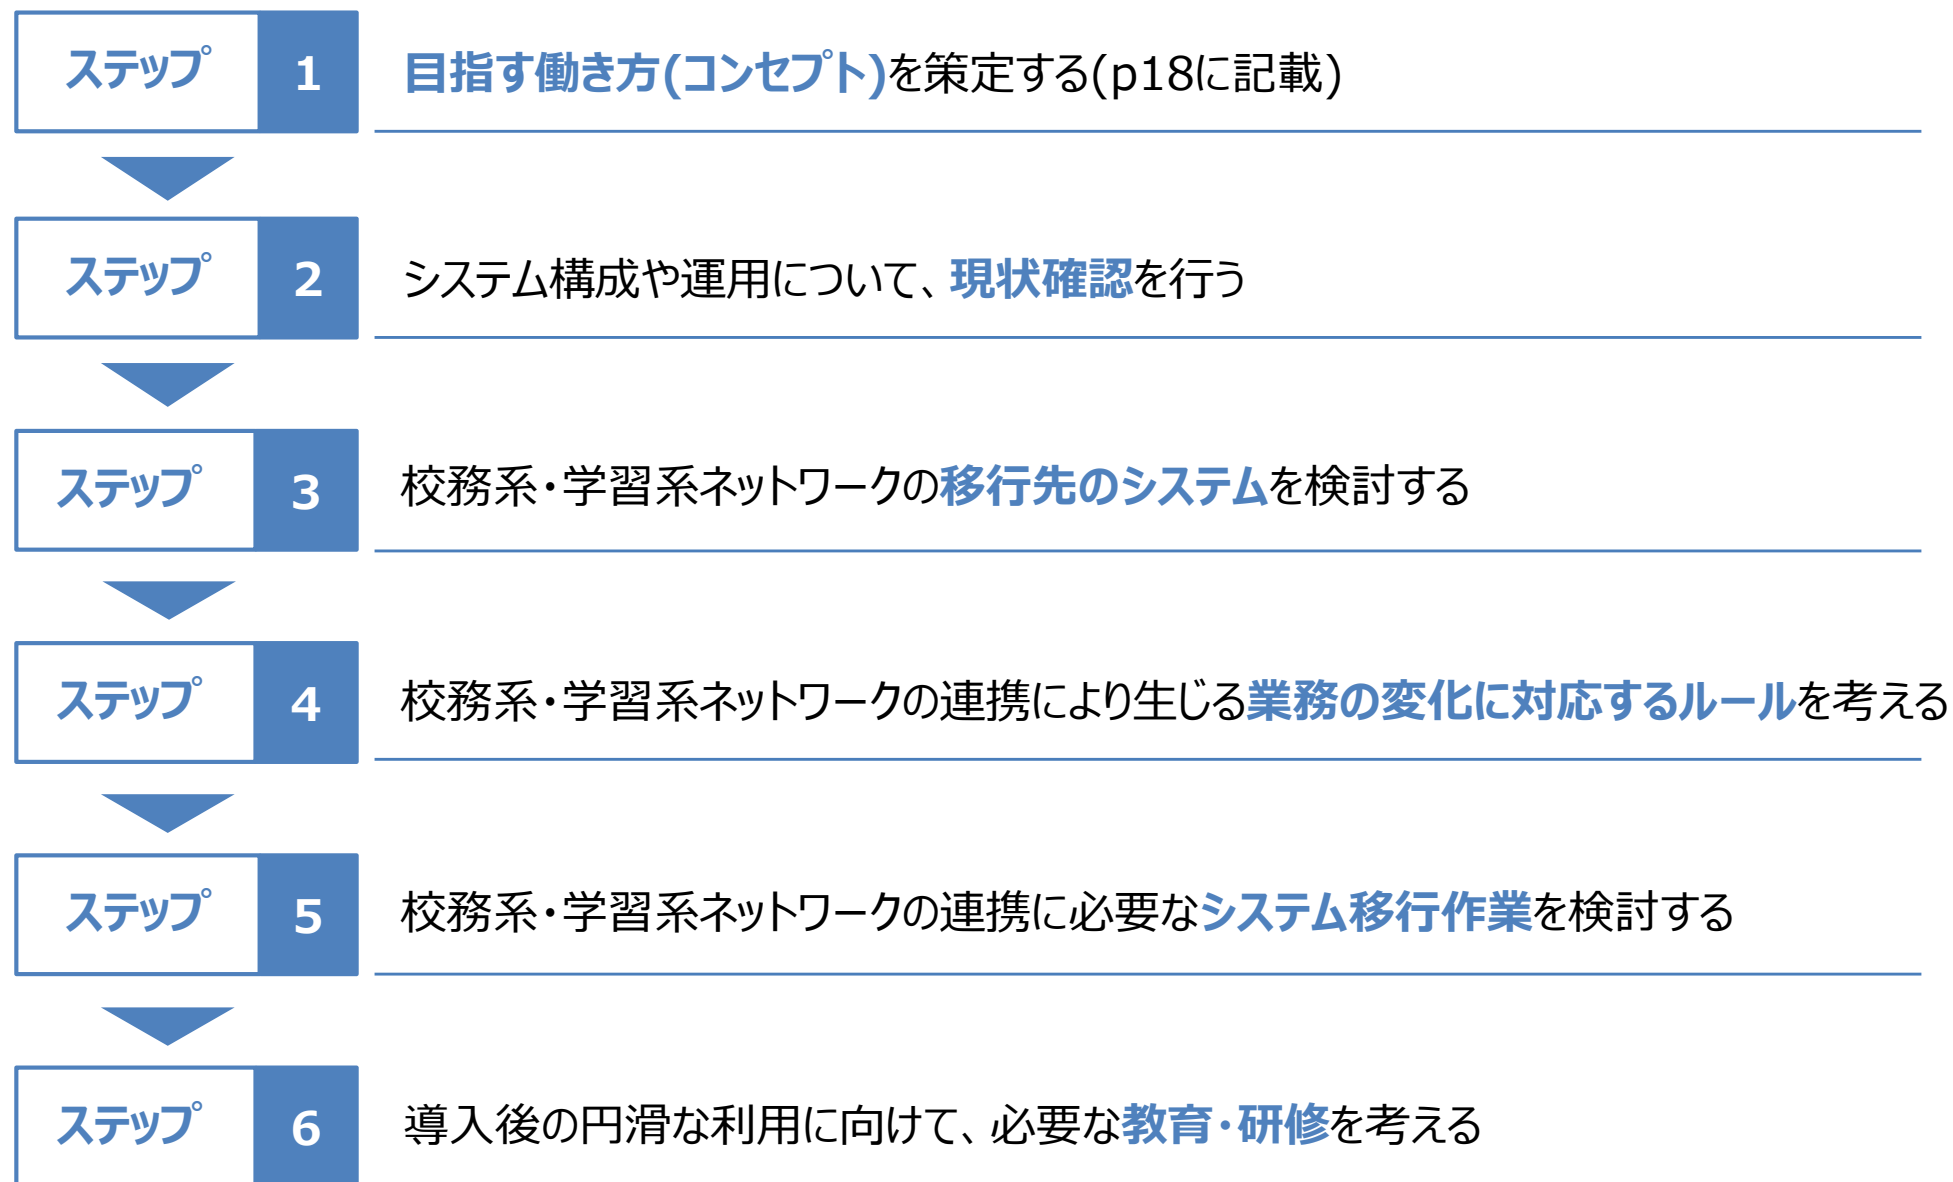 ステップ 1 目指す働き方(コンセプト)を策定する(p18に記載)
ステップ 2 システム構成や運用について、現状確認を行う
ステップ 3 校務系・学習系ネットワークの移行先のシステムを検討する
ステップ 4 校務系・学習系ネットワークの連携により生じる業務の変化に対応するルールを考える
ステップ 5 校務系・学習系ネットワークの連携に必要なシステム移行作業を検討する
ステップ 6 導入後の円滑な利用に向けて、必要な教育・研修を考える